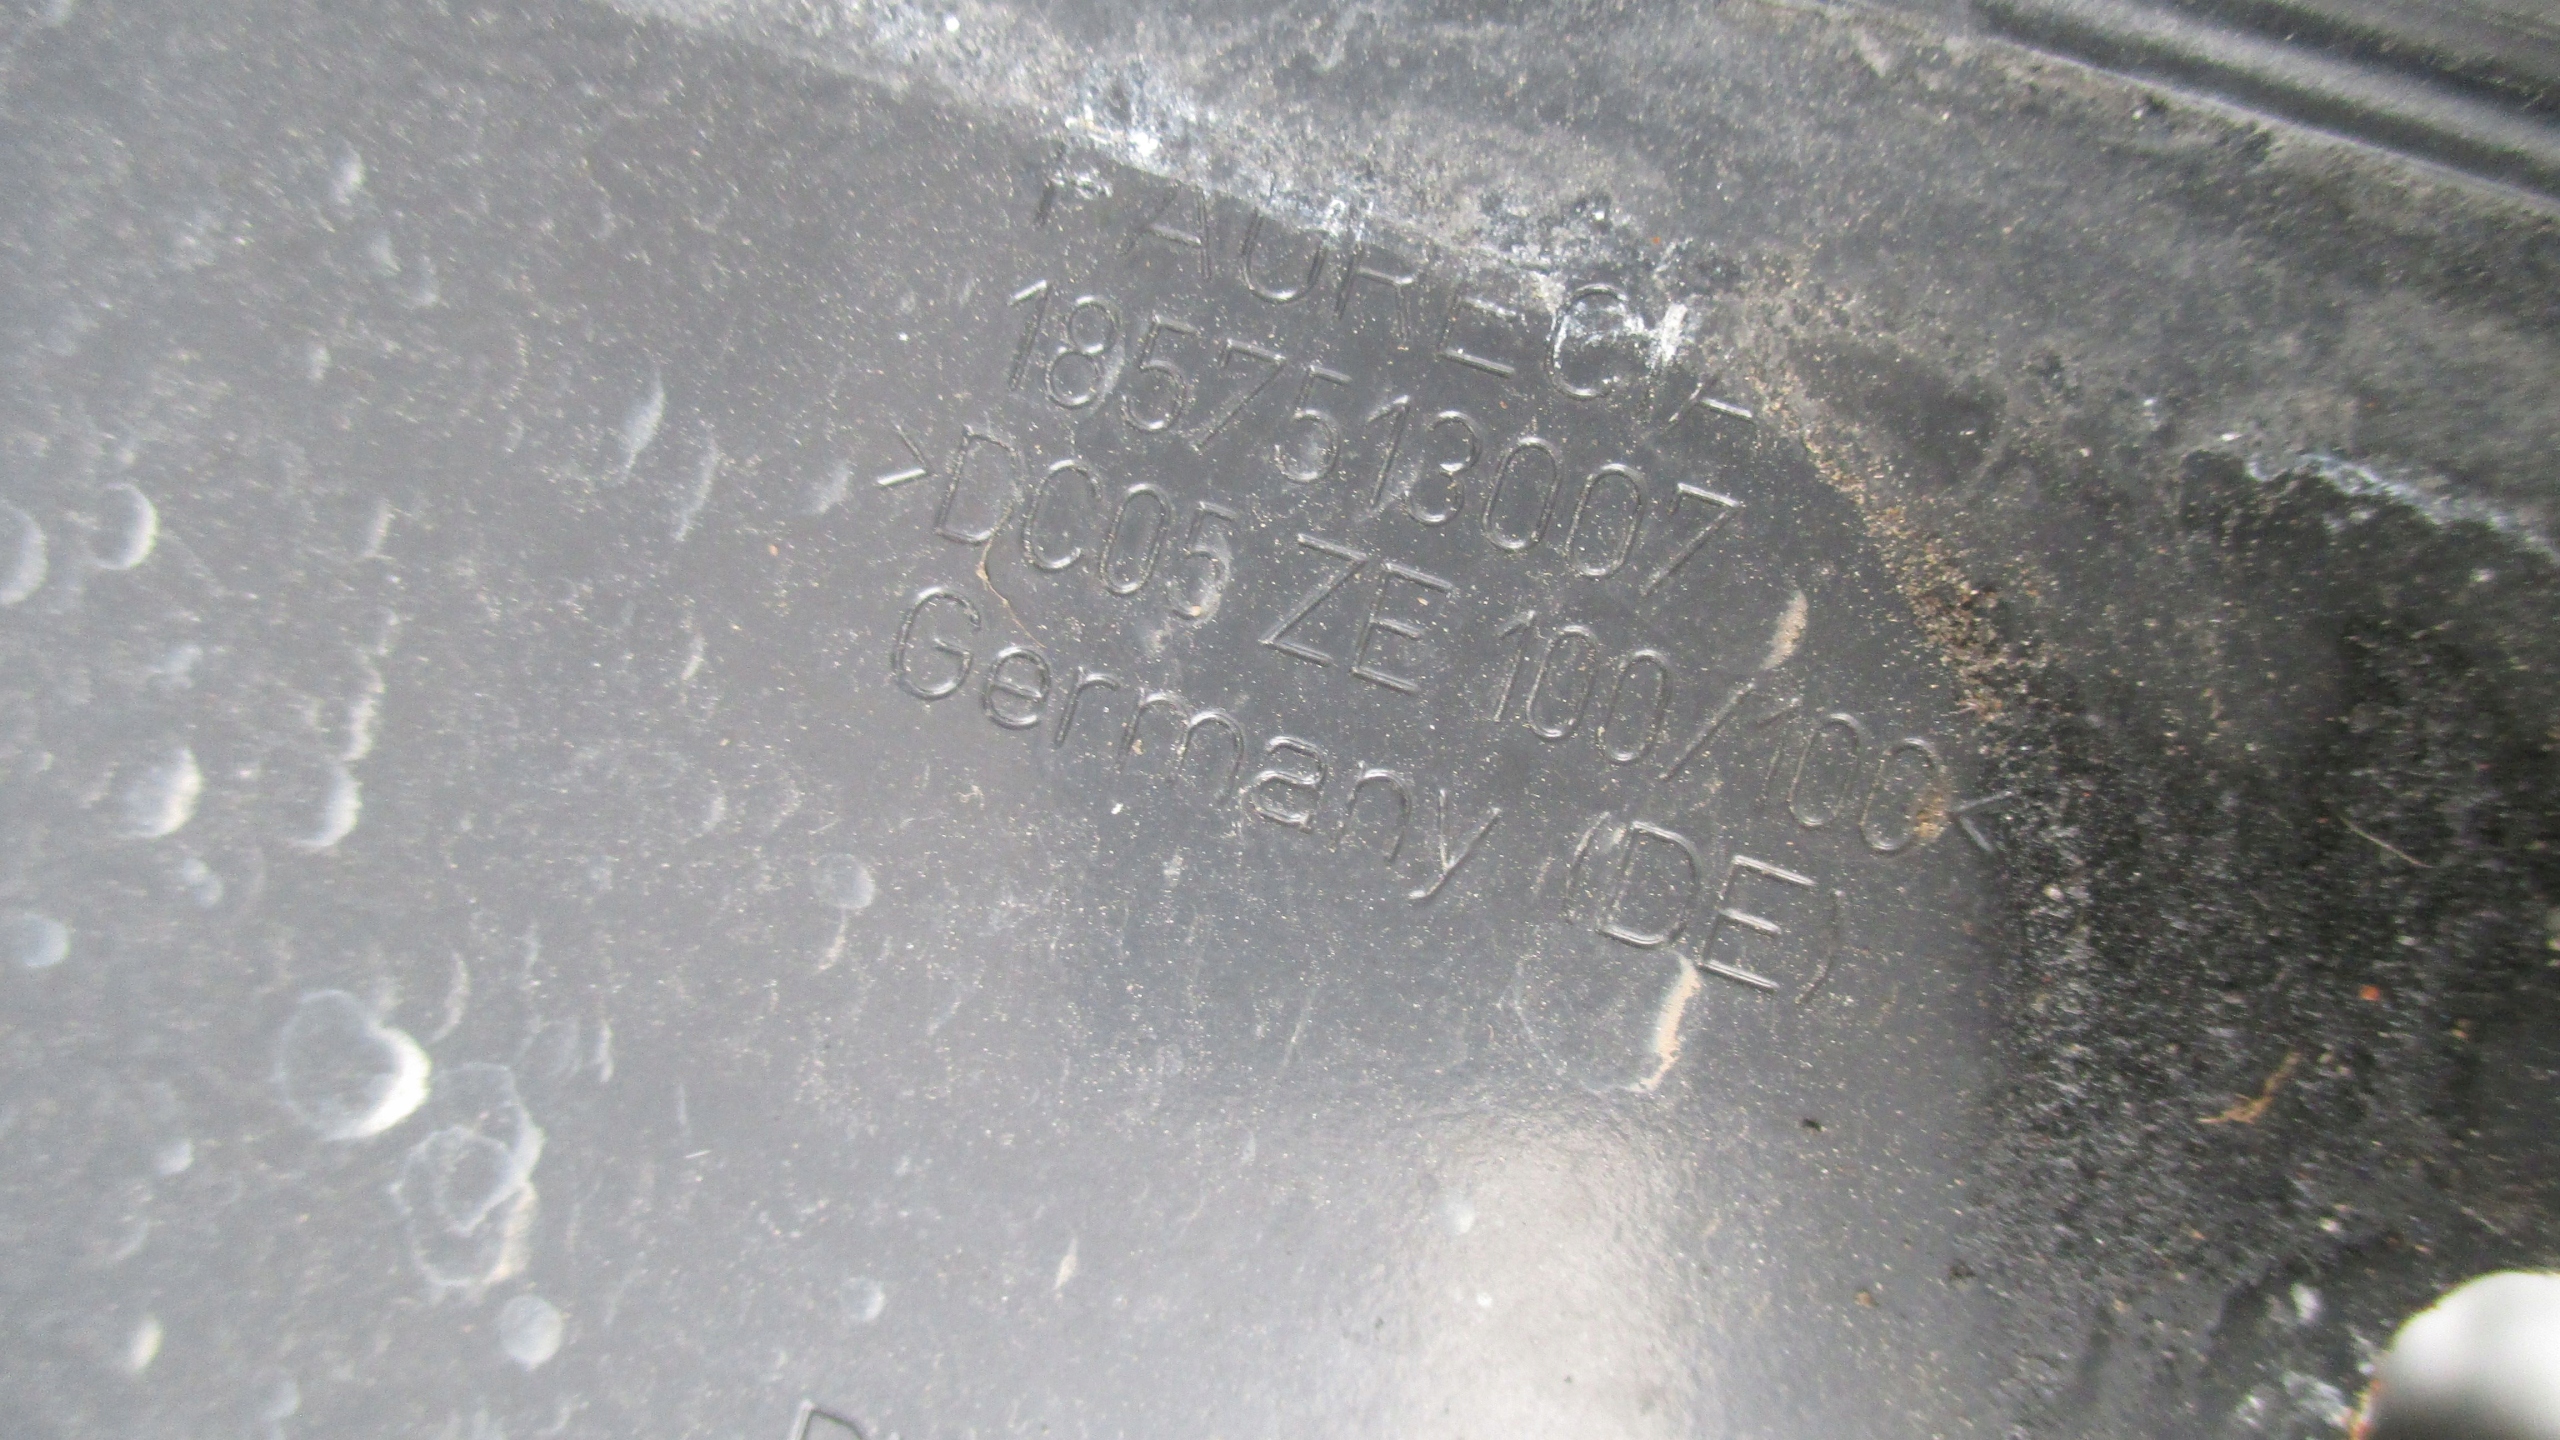 FAURECIA
1857513007
>DC05 ZE 100/100<
Germany (DE)